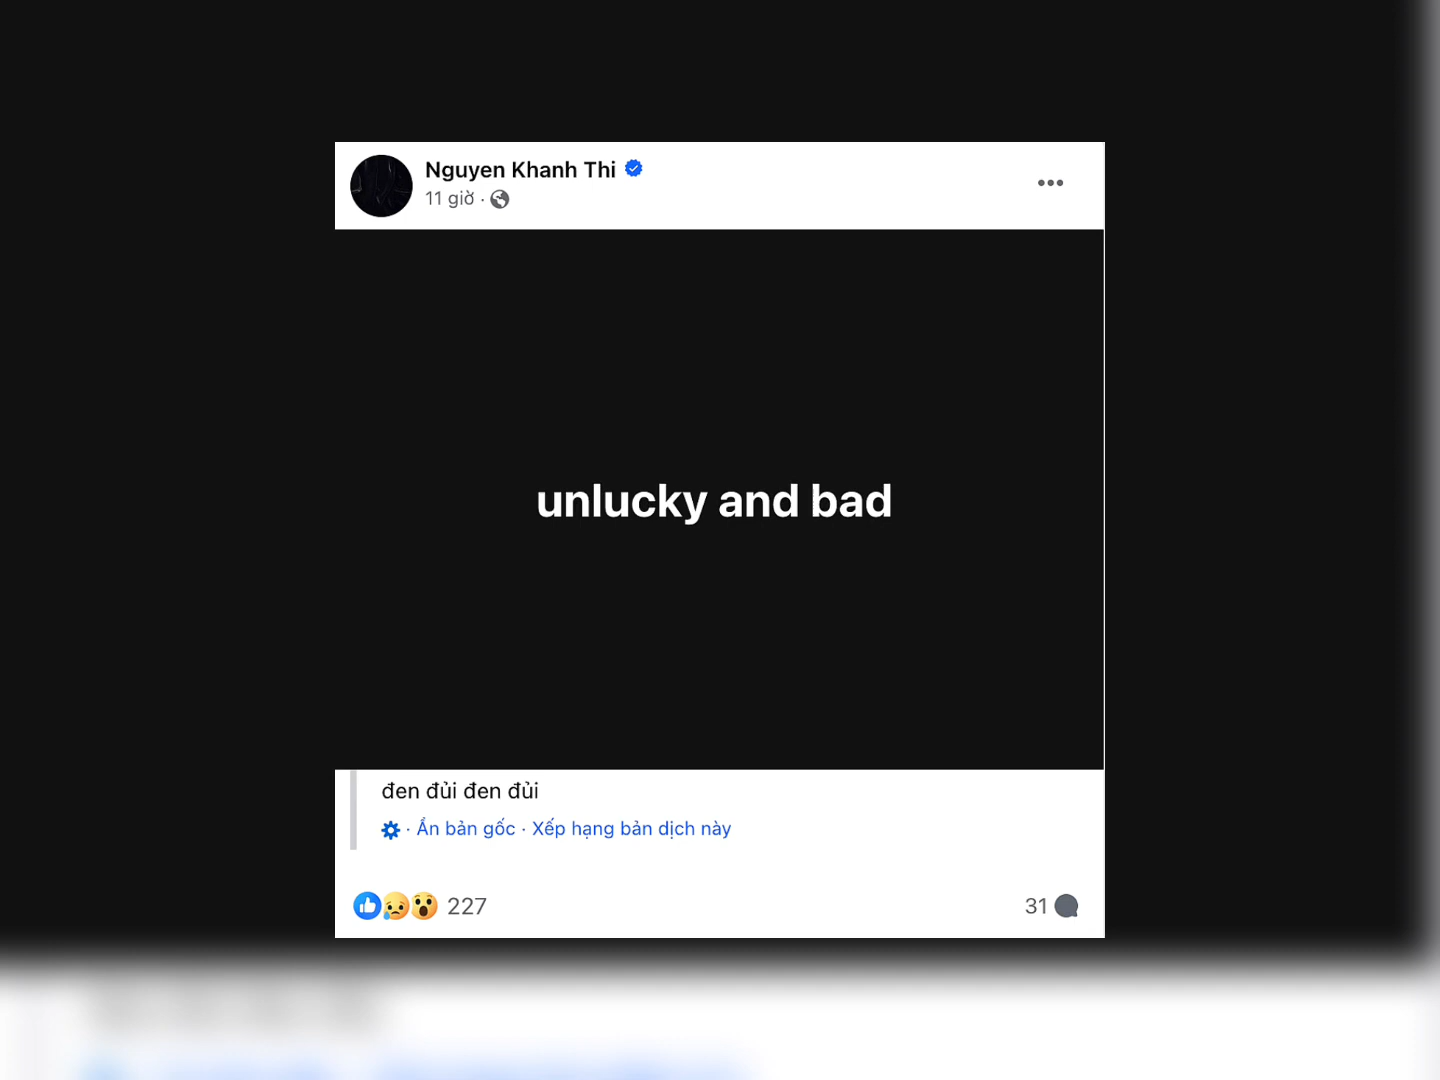 Nguyen Khanh Thi
11 giờ ·
unlucky and bad
đen đủi đen đủi
· Ẩn bản gốc · Xếp hạng bản dịch này
227
31